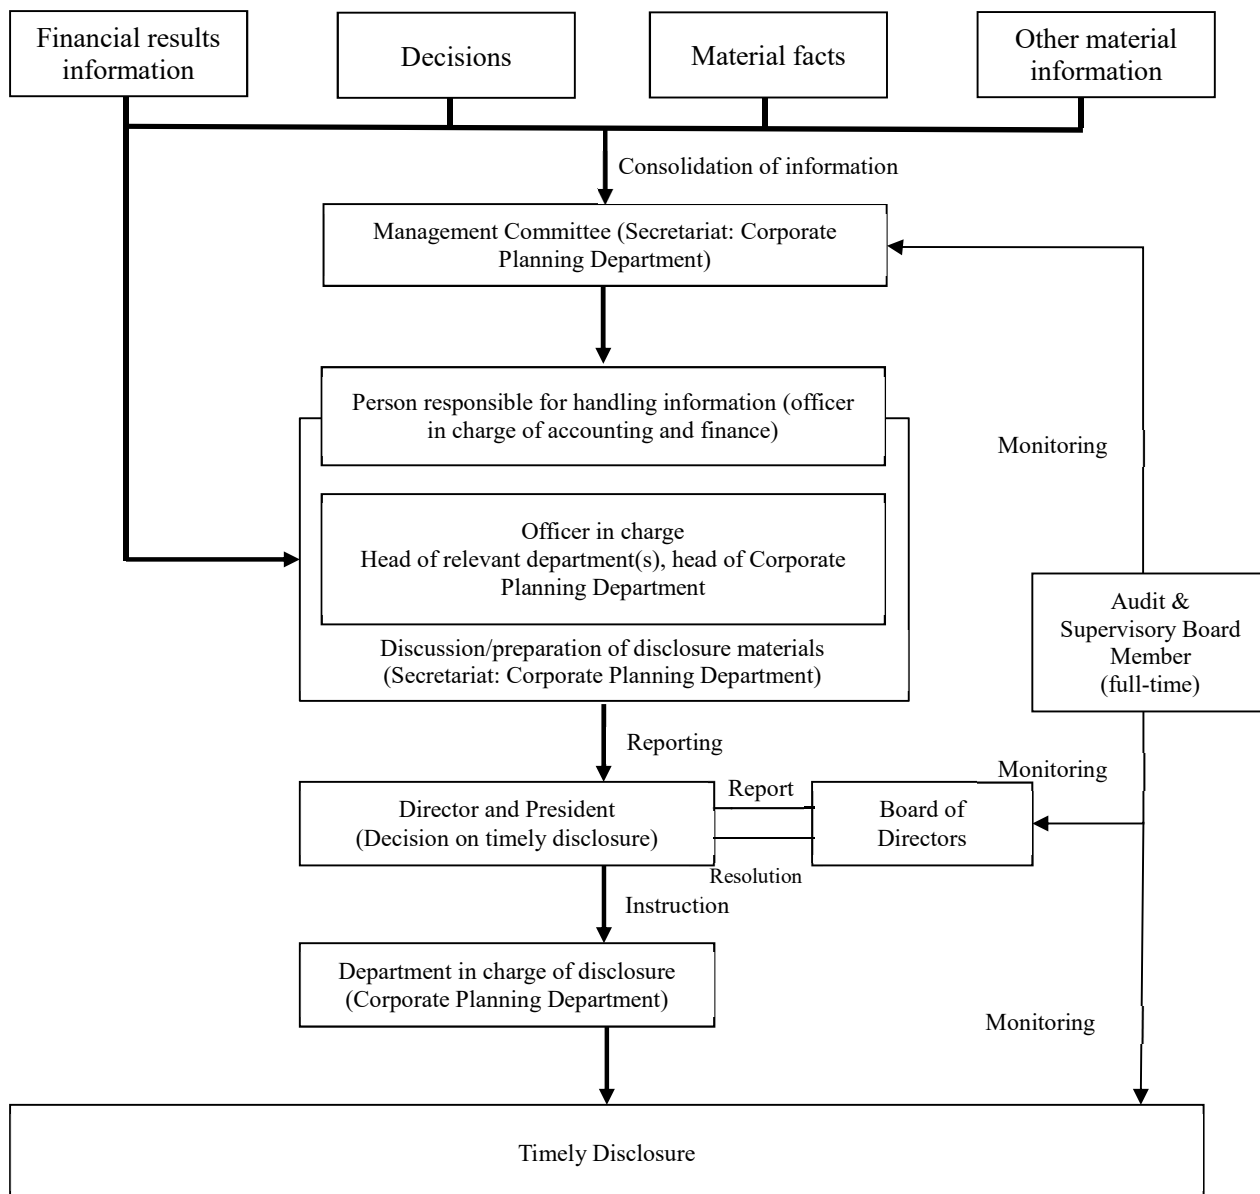 Financial results
information
Decisions
Material facts
Other material
information
Consolidation of information
Management Committee (Secretariat: Corporate
Planning Department)
Person responsible for handling information (officer
in charge of accounting and finance)
Monitoring
Officer in charge
Head of relevant department(s), head of Corporate
Planning Department
Audit &
Supervisory Board
Member
(full-time)
Discussion/preparation of disclosure materials
(Secretariat: Corporate Planning Department)
Reporting
Monitoring
Director and President
(Decision on timely disclosure)
Report
Resolution
Board of
Directors
Instruction
Department in charge of disclosure
(Corporate Planning Department)
Monitoring
Timely Disclosure